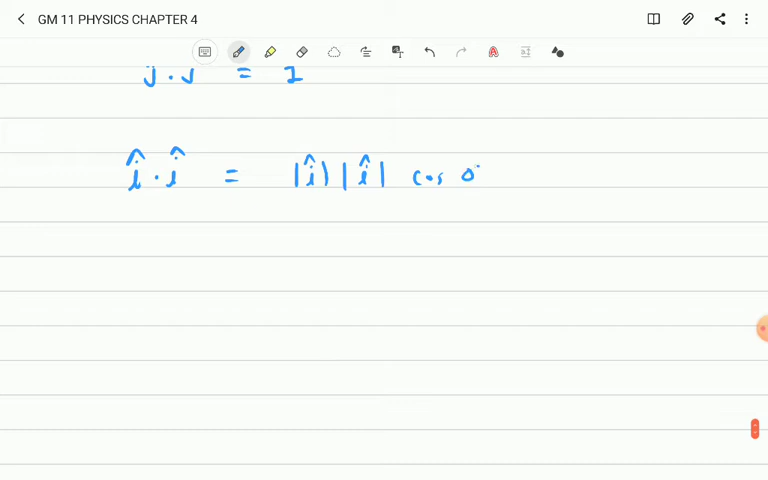 GM 11 PHYSICS CHAPTER 4
j . j = 1
î . î = |î| |î| cos 0°